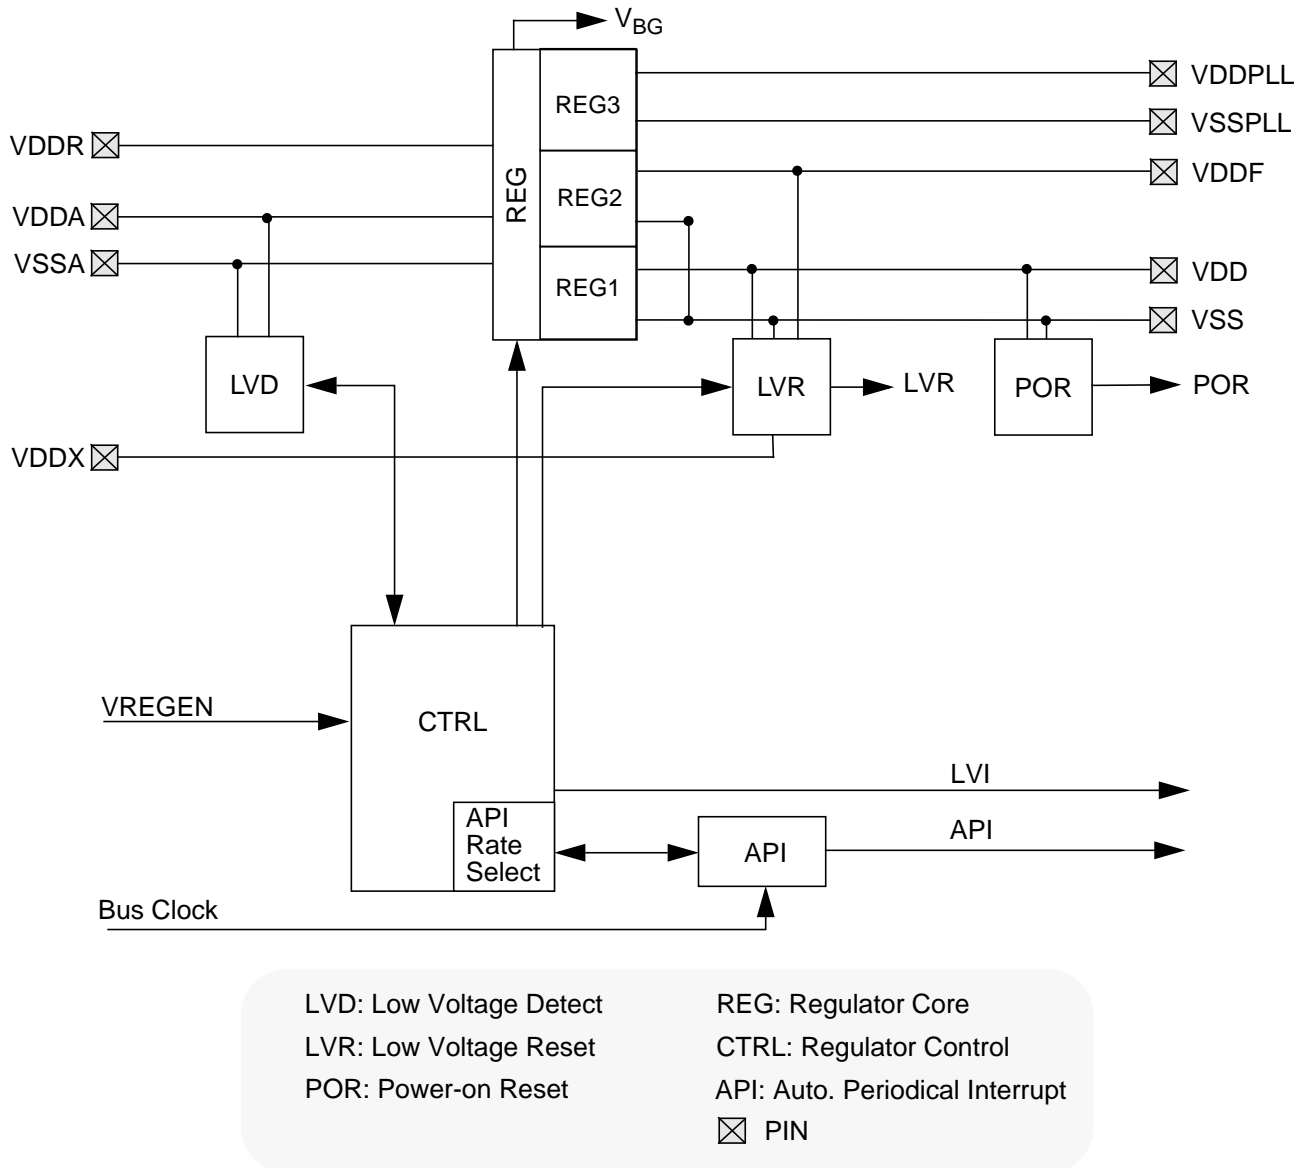 VBG
VDDPLL
REG3
VSSPLL
VDDR
REG
VDDF
REG2
VDDA
VSSA
VDD
REG1
VSS
LVD
LVR
LVR
POR
POR
VDDX
VREGEN
CTRL
LVI
API
Rate
Select
API
API
Bus Clock
LVD: Low Voltage Detect
LVR: Low Voltage Reset
POR: Power-on Reset
REG: Regulator Core
CTRL: Regulator Control
API: Auto. Periodical Interrupt
PIN